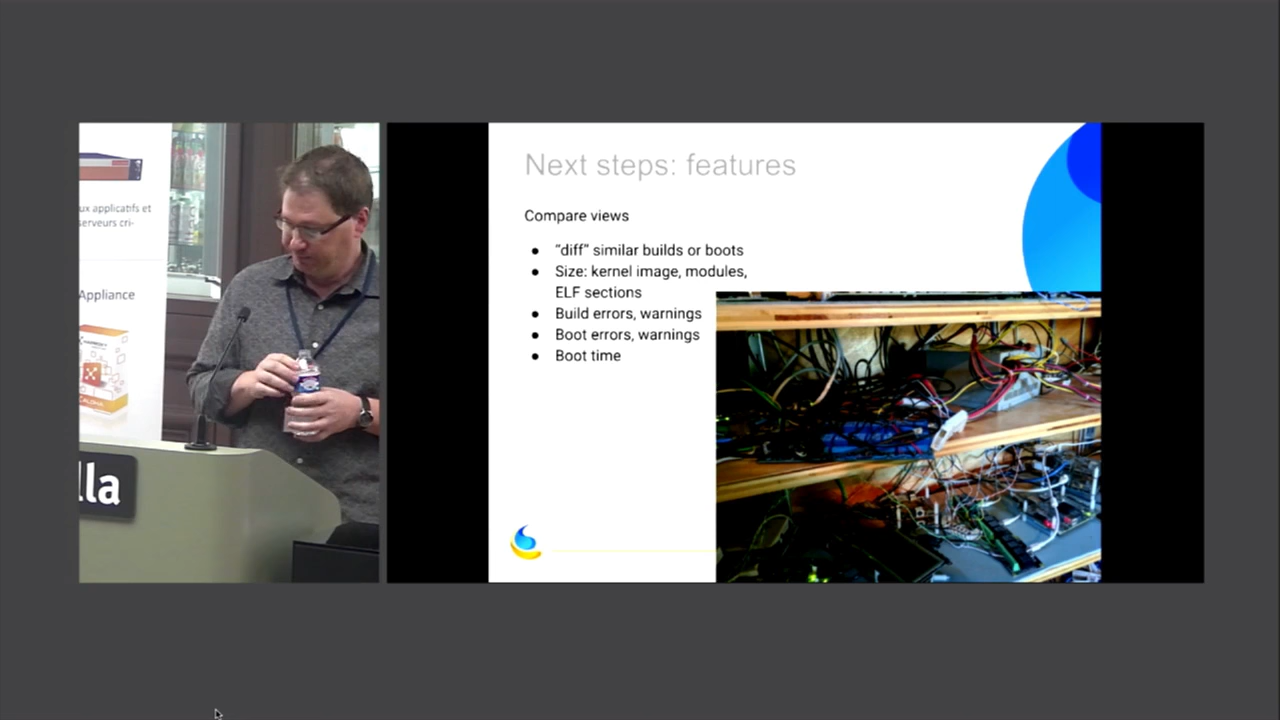 ux applicatifs et
serveurs cri-
Appliance
lla
Next steps: features
Compare views
● “diff” similar builds or boots
● Size: kernel image, modules,
ELF sections
● Build errors, warnings
● Boot errors, warnings
● Boot time